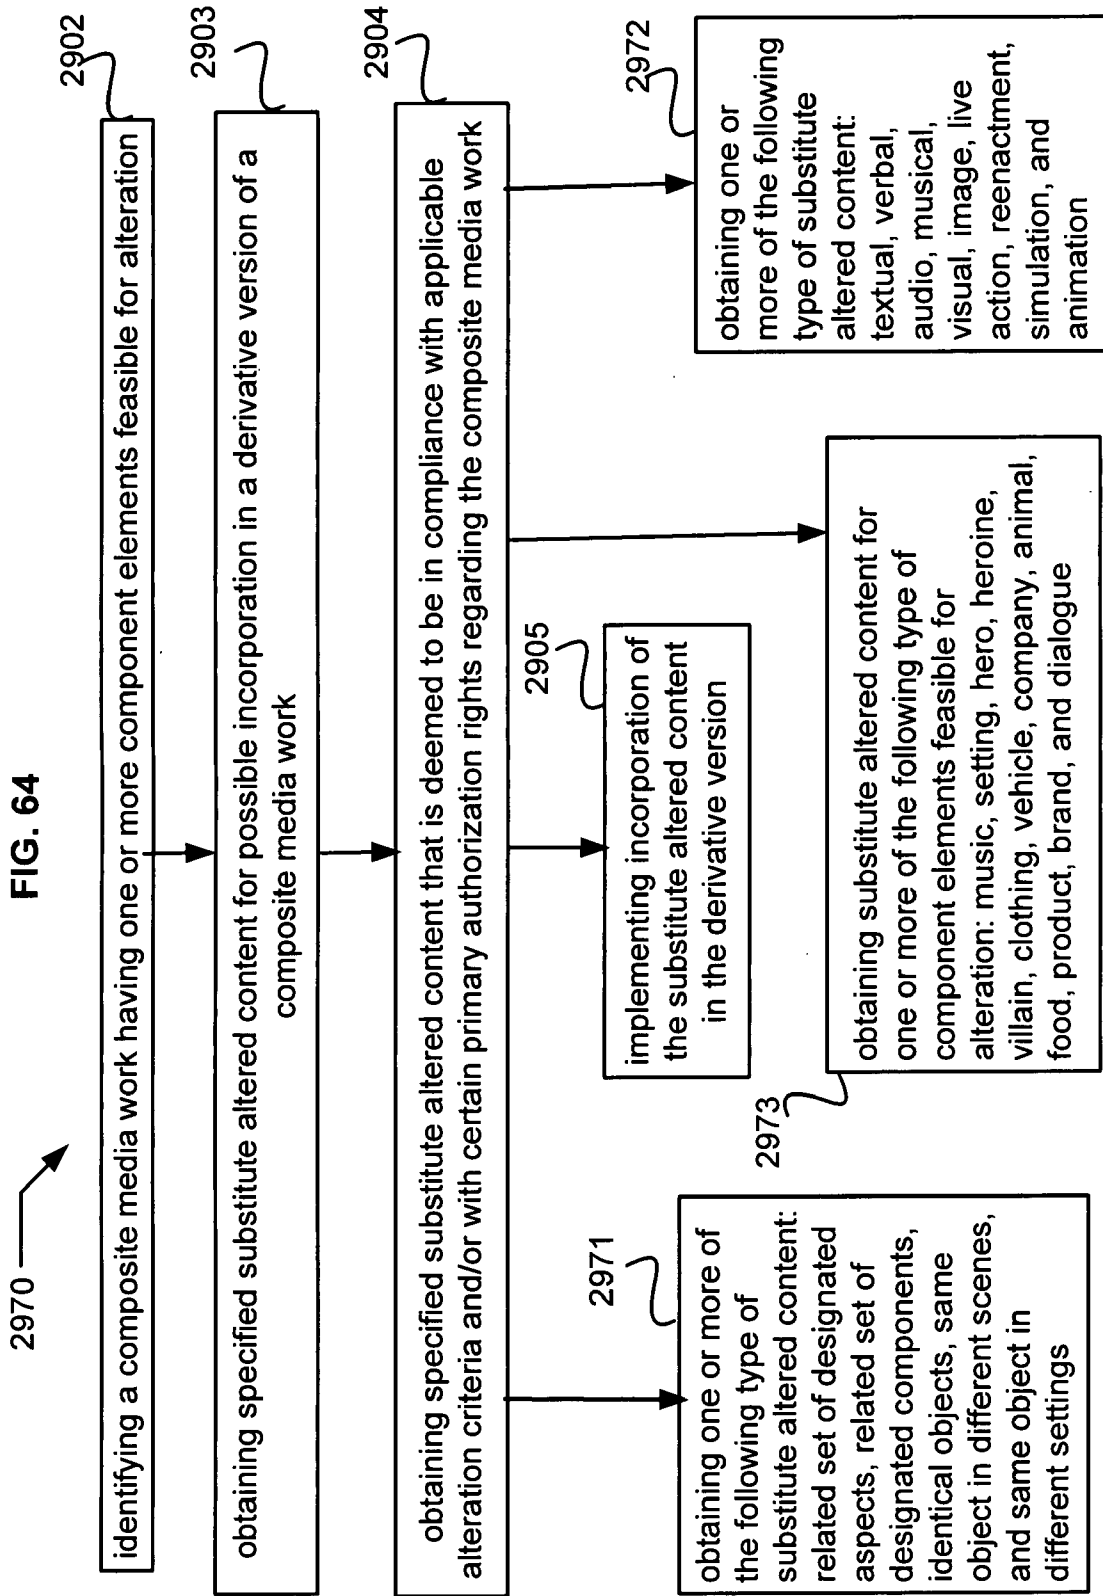 FIG. 64
2970
2902
identifying a composite media work having one or more component elements feasible for alteration
2903
obtaining specified substitute altered content for possible incorporation in a derivative version of a
composite media work
2904
obtaining specified substitute altered content that is deemed to be in compliance with applicable
alteration criteria and/or with certain primary authorization rights regarding the composite media work
2971
obtaining one or more of
the following type of
substitute altered content:
related set of designated
aspects, related set of
designated components,
identical objects, same
object in different scenes,
and same object in
different settings
2905
implementing incorporation of
the substitute altered content
in the derivative version
2973
obtaining substitute altered content for
one or more of the following type of
component elements feasible for
alteration: music, setting, hero, heroine,
villain, clothing, vehicle, company, animal,
food, product, brand, and dialogue
2972
obtaining one or
more of the following
type of substitute
altered content:
textual, verbal,
audio, musical,
visual, image, live
action, reenactment,
simulation, and
animation